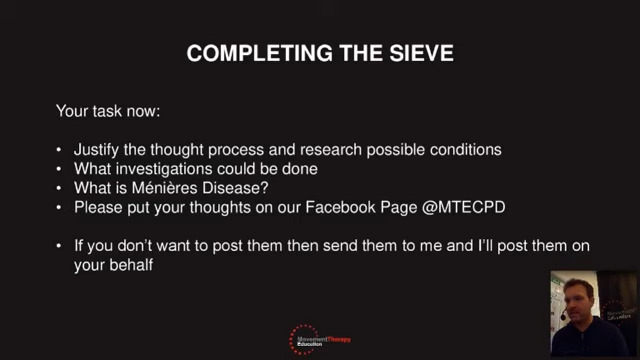 COMPLETING THE SIEVE
Your task now:
• Justify the thought process and research possible conditions
• What investigations could be done
• What is Ménières Disease?
• Please put your thoughts on our Facebook Page @MTECPD
• If you don't want to post them then send them to me and I'll post them on
your behalf
MovementTherapy
Education